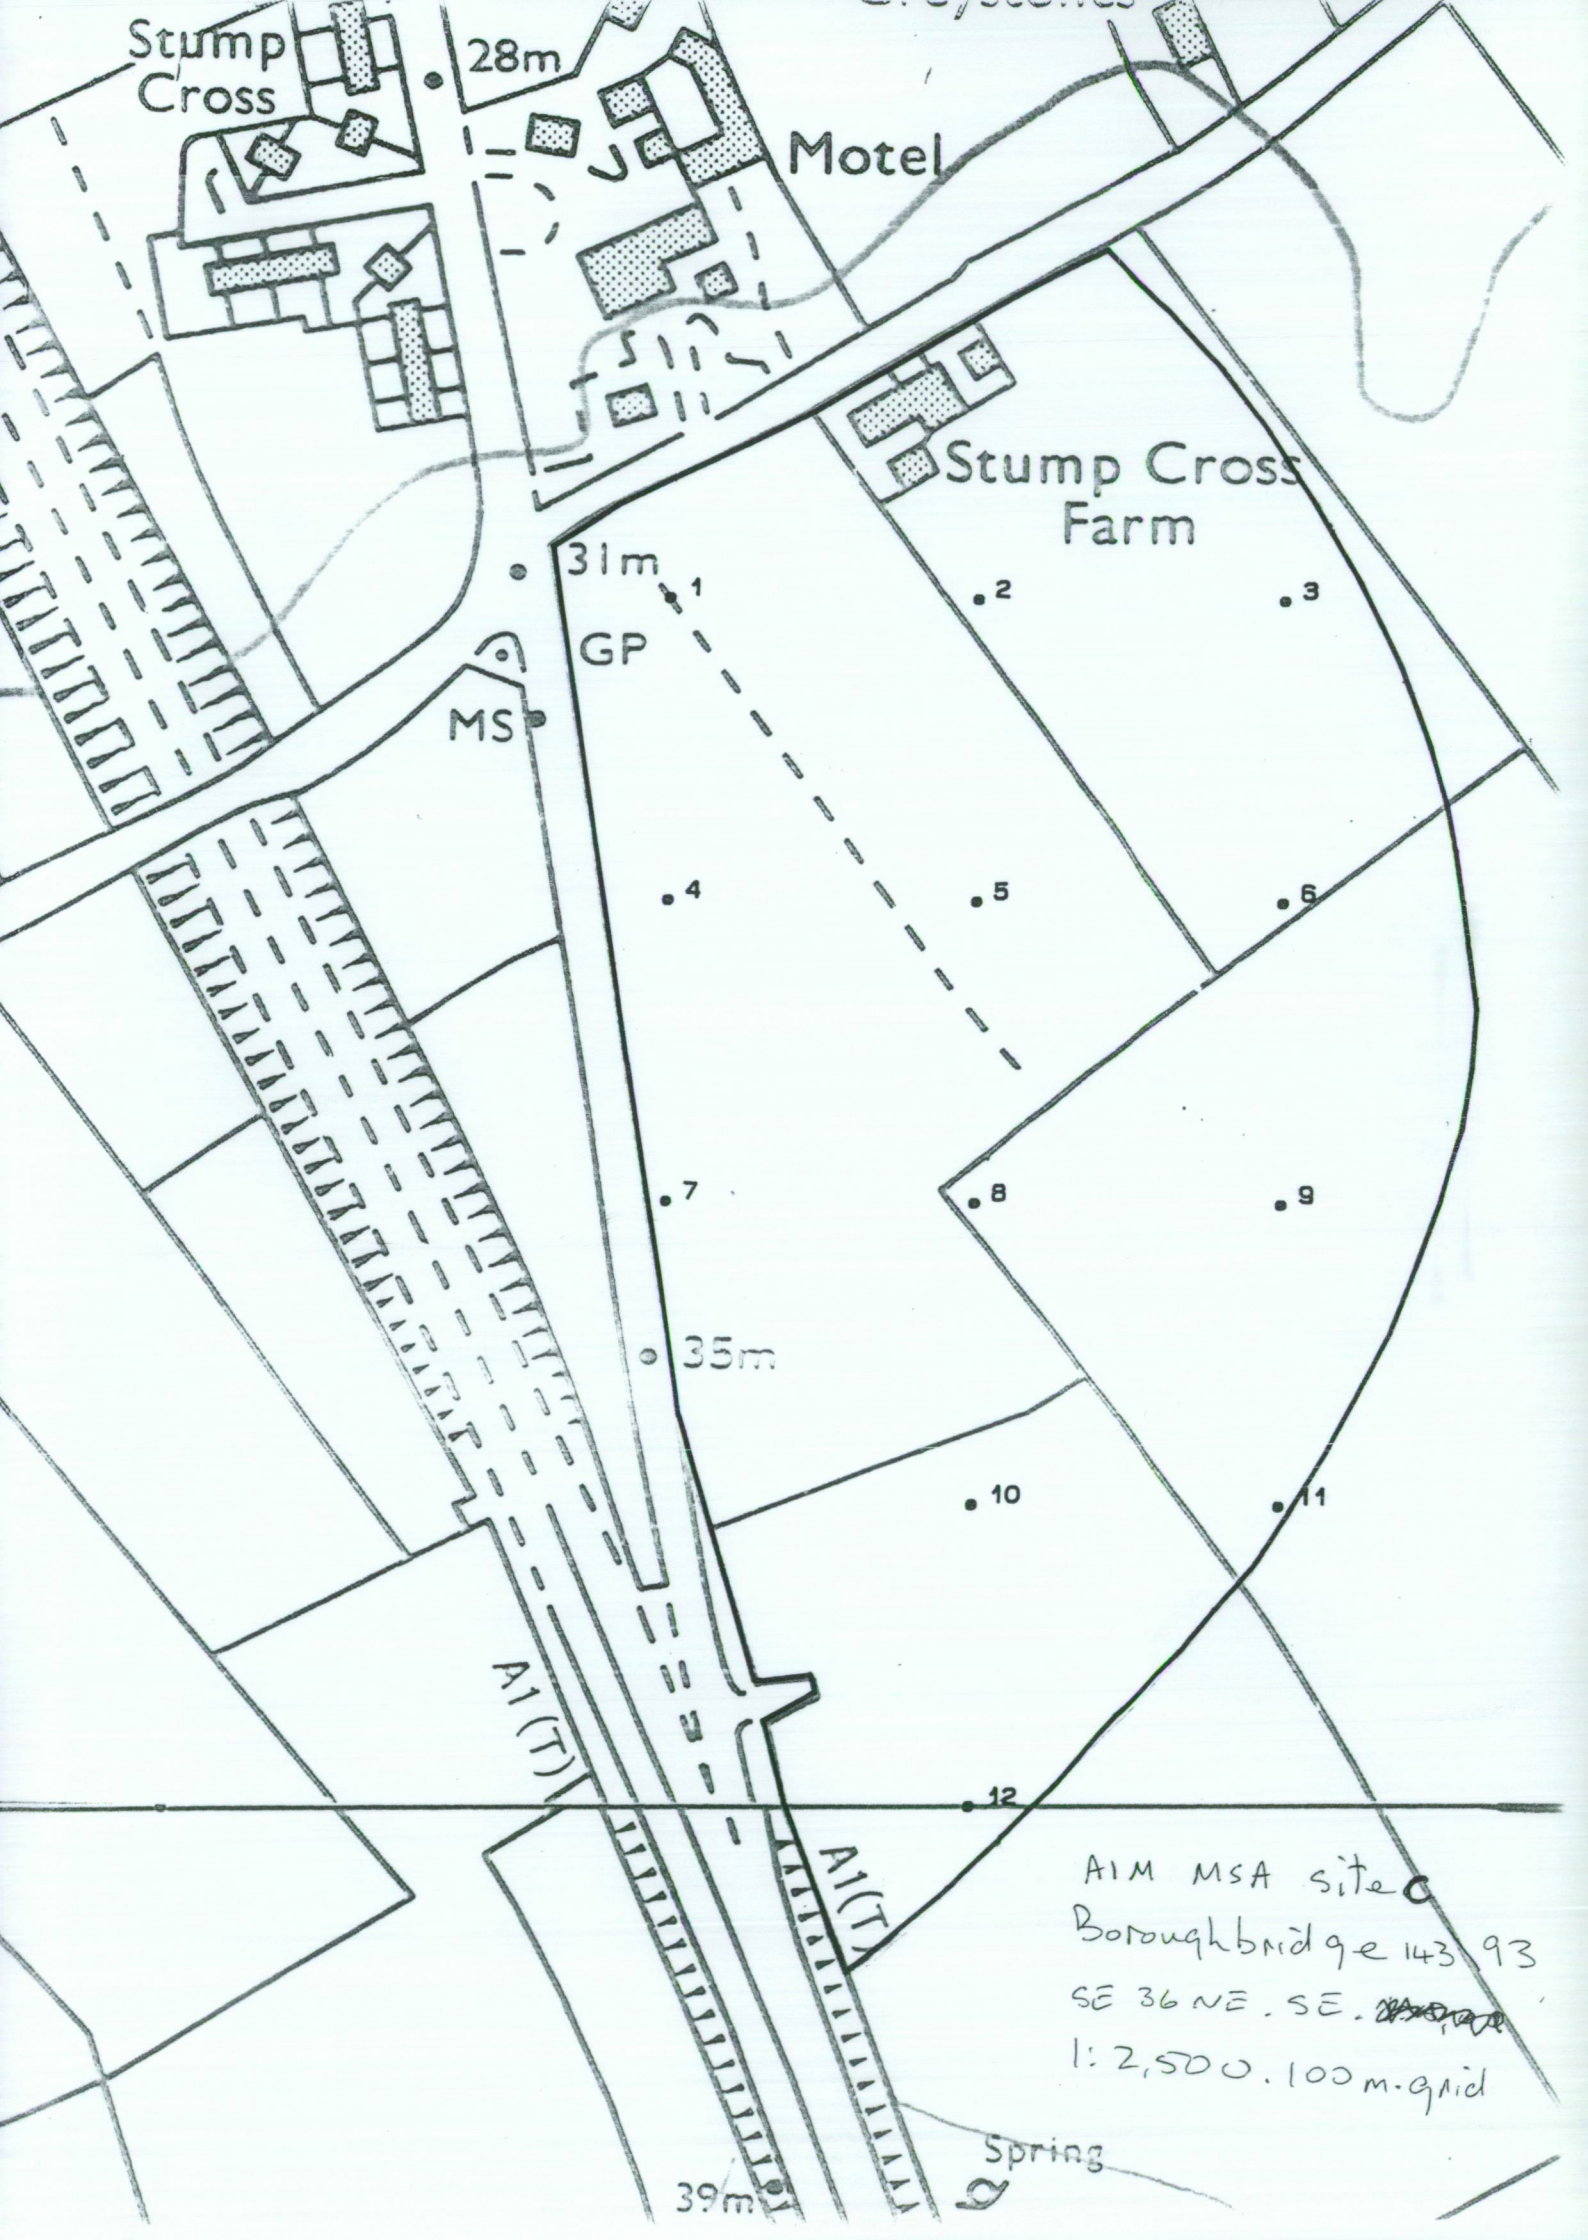 Stump
Cross
28m
Motel
Stump Cross
Farm
31m
1
2
3
GP
MS
4
5
6
7
8
9
35m
10
11
A1(T)
12
A1(T)
A1M MSA site C
Boroughbridge 143 93
SE 36 NE. SE.
1:2,500. 100m.grid
Spring
39m